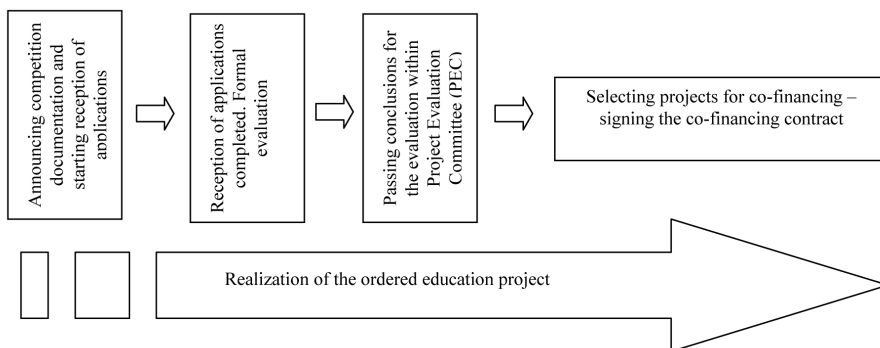 Announcing competition
documentation and
starting reception of
applications
Reception of applications
completed. Formal
evaluation
Passing conclusions for
the evaluation within
Project Evaluation
Committee (PEC)
Selecting projects for co-financing –
signing the co-financing contract
Realization of the ordered education project